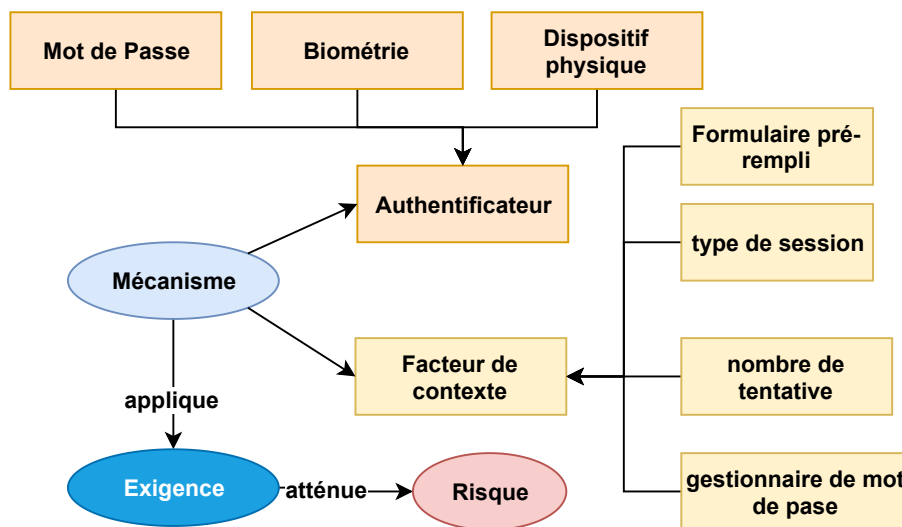 Mot de Passe
Biométrie
Dispositif
physique
Formulaire pré-
rempli
Authentificateur
type de session
Mécanisme
Facteur de
contexte
nombre de
tentative
applique
Exigence
atténue
Risque
gestionnaire de mot
de pase